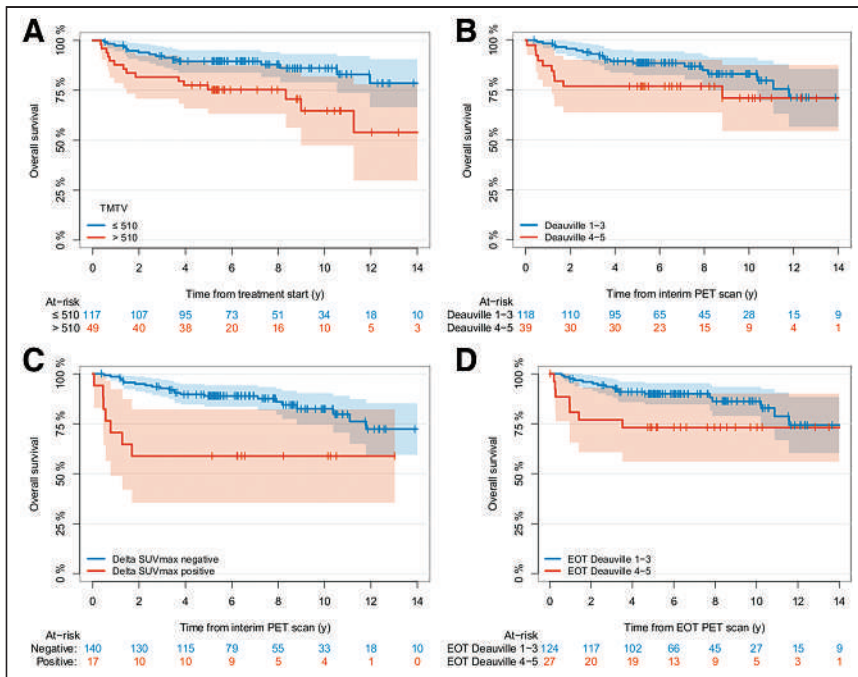 A
100 %
75 %
50 %
25 %
0 %
Overall survival
TMTV
≤ 510
> 510
0 2 4 6 8 10 12 14
Time from treatment start (y)
At-risk
≤ 510 117 107 95 73 51 34 18 10
> 510 49 40 38 20 16 10 5 3
B
100 %
75 %
50 %
25 %
0 %
Overall survival
Deauville 1–3
Deauville 4–5
0 2 4 6 8 10 12 14
Time from interim PET scan (y)
At-risk
Deauville 1–3 118 110 95 65 45 28 15 9
Deauville 4–5 39 30 30 23 15 9 4 1
C
100 %
75 %
50 %
25 %
0 %
Overall survival
Delta SUVmax negative
Delta SUVmax positive
0 2 4 6 8 10 12 14
Time from interim PET scan (y)
At-risk
Negative: 140 130 115 79 55 33 18 10
Positive: 17 10 10 9 5 4 1 0
D
100 %
75 %
50 %
25 %
0 %
Overall survival
EOT Deauville 1–3
EOT Deauville 4–5
0 2 4 6 8 10 12 14
Time from EOT PET scan (y)
At-risk
EOT Deauville 1–3 124 117 102 66 45 27 15 9
EOT Deauville 4–5 27 20 19 13 9 5 3 1